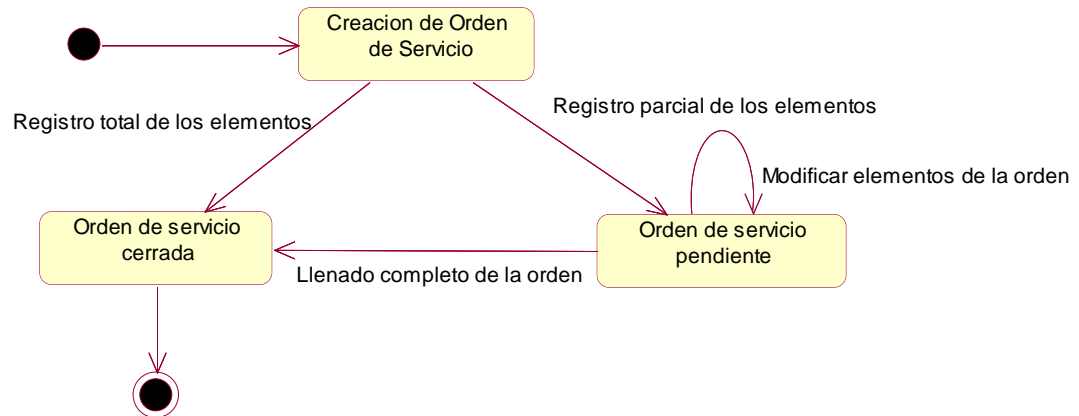 Creacion de Orden
de Servicio
Registro total de los elementos
Registro parcial de los elementos
Modificar elementos de la orden
Orden de servicio
cerrada
Orden de servicio
pendiente
Llenado completo de la orden